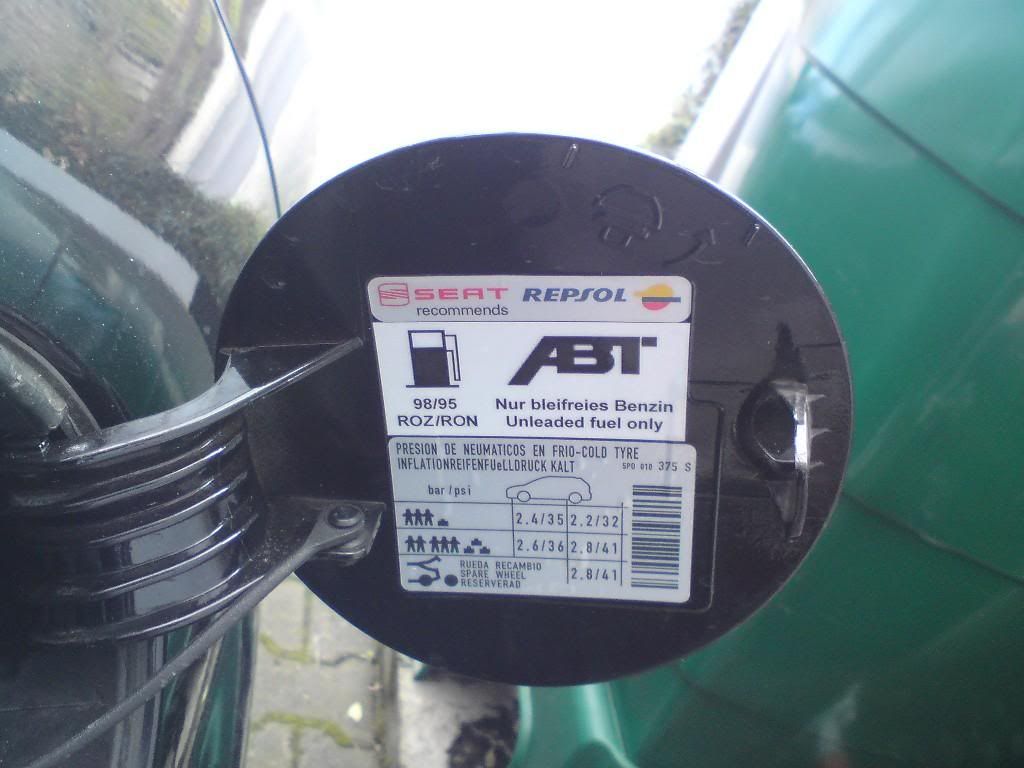 SEAT REPSOL
recommends
ABT
98/95 Nur bleifreies Benzin
ROZ/RON Unleaded fuel only
PRESION DE NEUMATICOS EN FRIO-COLD TYRE
INFLATIONREIFENFUeLLDRUCK KALT 5P0 010 375 S
bar/psi
2.4/35 2.2/32
2.6/36 2.8/41
RUEDA RECAMBIO
SPARE WHEEL 2.8/41
RESERVERAD